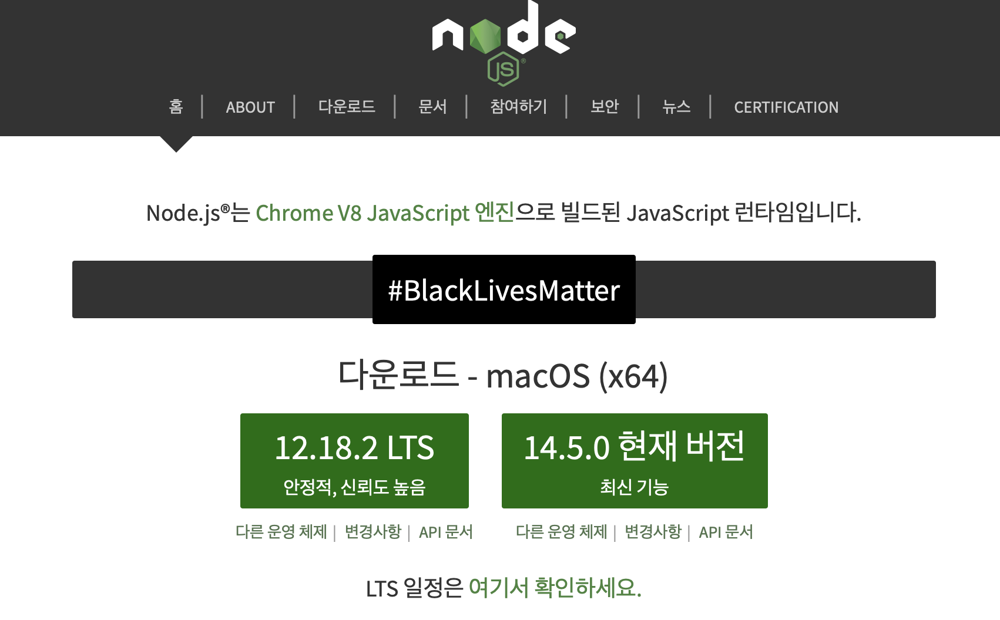 node
JS®
홈 | ABOUT | 다운로드 | 문서 | 참여하기 | 보안 | 뉴스 | CERTIFICATION
Node.js®는 Chrome V8 JavaScript 엔진으로 빌드된 JavaScript 런타임입니다.
#BlackLivesMatter
다운로드 - macOS (x64)
12.18.2 LTS
안정적, 신뢰도 높음
다른 운영 체제 | 변경사항 | API 문서
14.5.0 현재 버전
최신 기능
다른 운영 체제 | 변경사항 | API 문서
LTS 일정은 여기서 확인하세요.